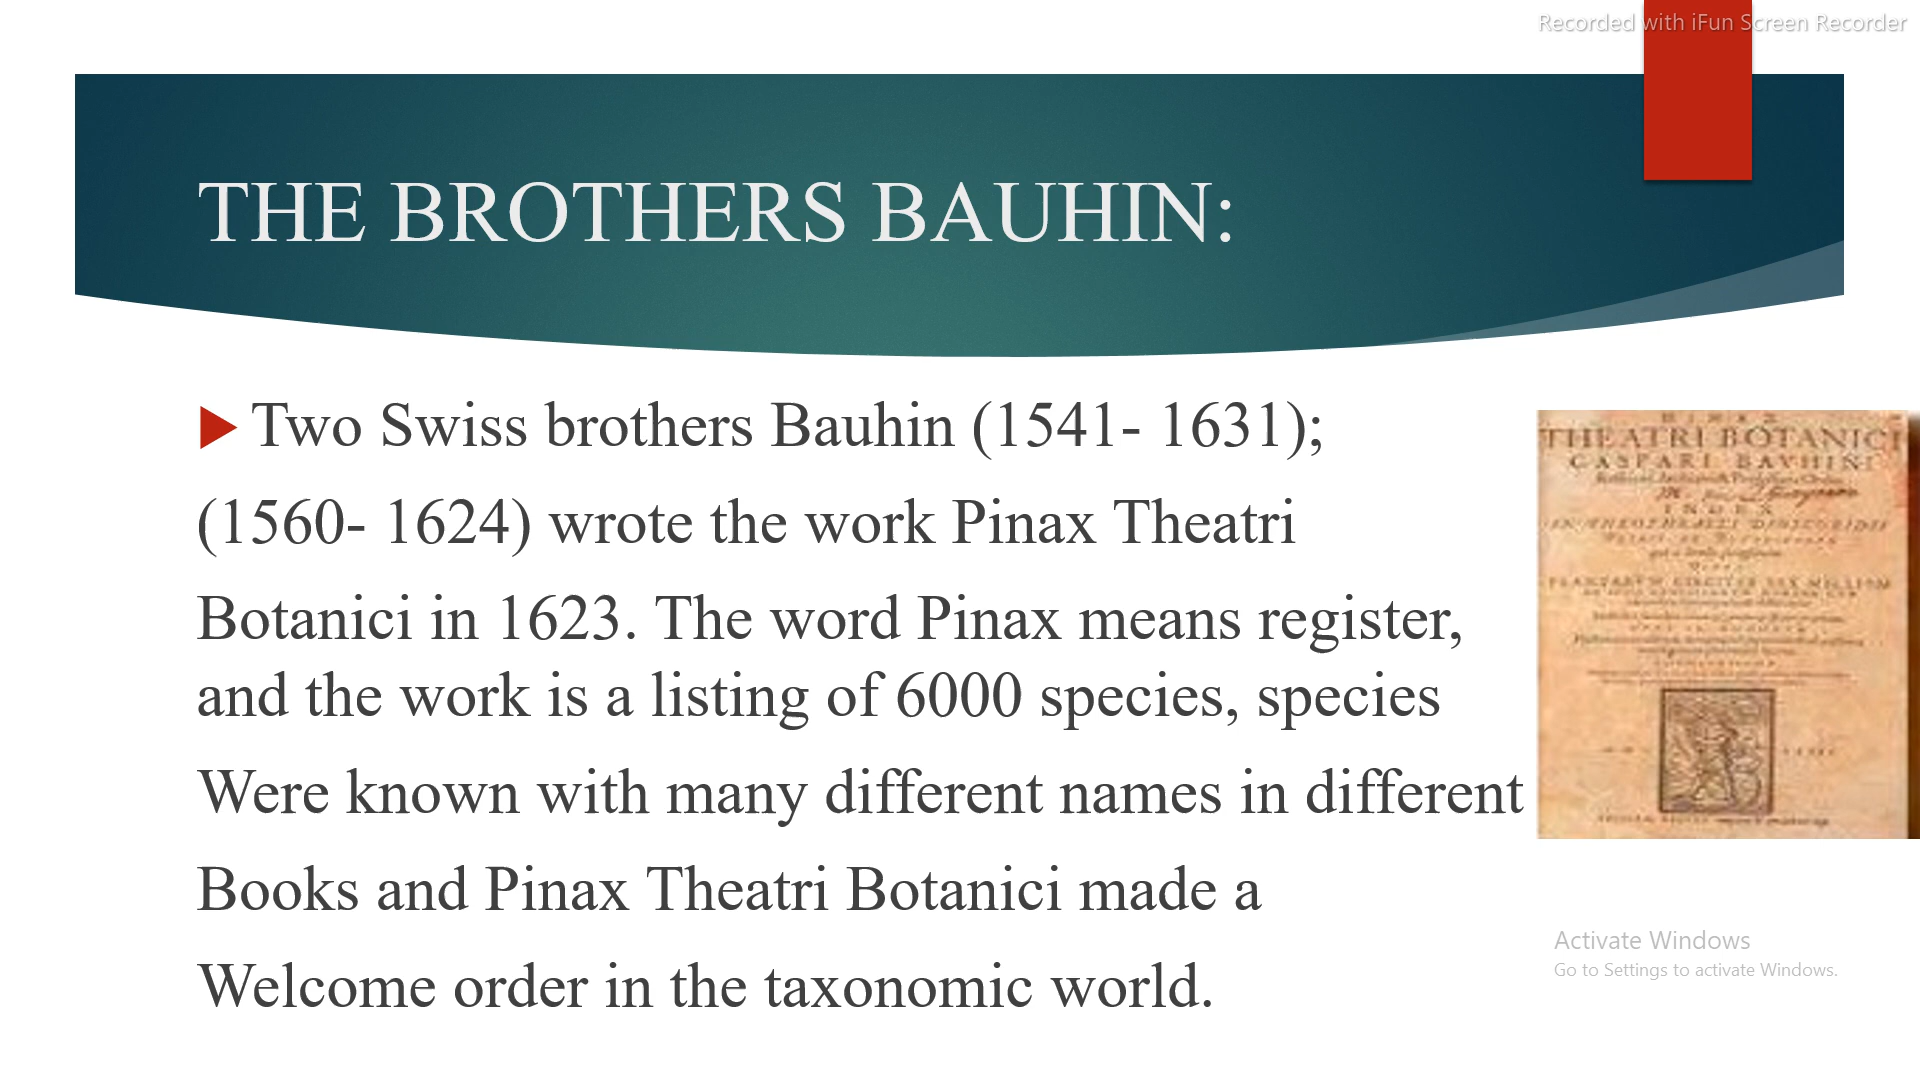 Recorded with iFun Screen Recorder
THE BROTHERS BAUHIN:
Two Swiss brothers Bauhin (1541- 1631);
(1560- 1624) wrote the work Pinax Theatri
Botanici in 1623. The word Pinax means register,
and the work is a listing of 6000 species, species
Were known with many different names in different
Books and Pinax Theatri Botanici made a
Welcome order in the taxonomic world.
THEATRI BOTANICI
CASPARI BAVHINI
INDEX
Activate Windows
Go to Settings to activate Windows.